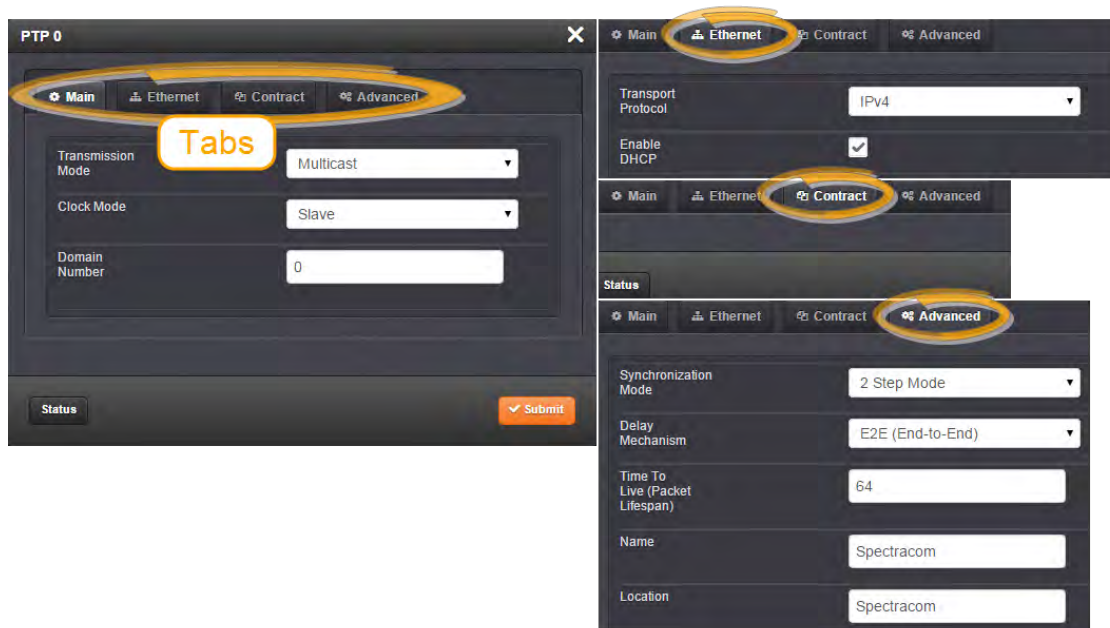 PTP 0
Main Ethernet Contract Advanced
Tabs
Transmission
Mode
Multicast
Clock Mode
Slave
Domain
Number
0
Status
Submit
Main Ethernet Contract Advanced
Transport
Protocol
IPv4
Enable
DHCP
Main Ethernet Contract Advanced
Status
Main Ethernet Contract Advanced
Synchronization
Mode
2 Step Mode
Delay
Mechanism
E2E (End-to-End)
Time To
Live (Packet
Lifespan)
64
Name
Spectracom
Location
Spectracom